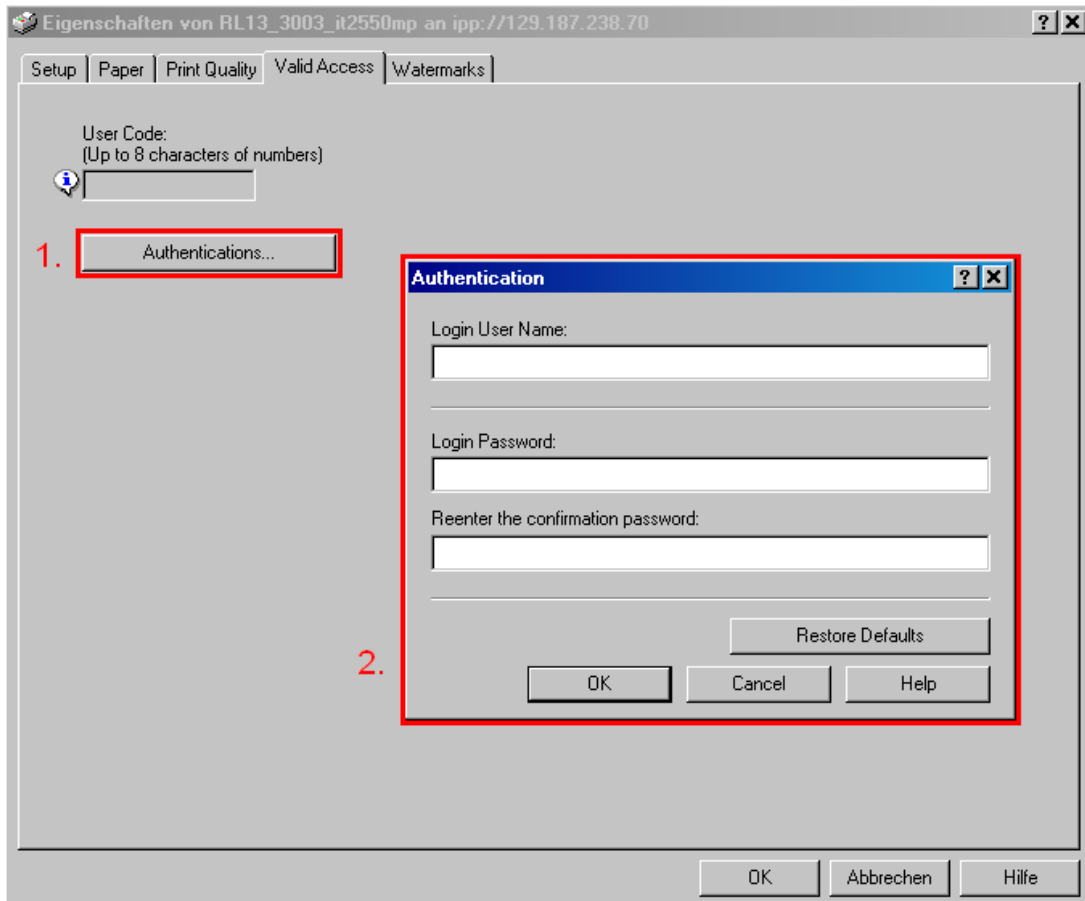 Eigenschaften von RL13_3003_it2550mp an ipp://129.187.238.70
Setup
Paper
Print Quality
Valid Access
Watermarks
User Code:
(Up to 8 characters of numbers)
1.
Authentications...
Authentication
Login User Name:
Login Password:
Reenter the confirmation password:
Restore Defaults
2.
OK
Cancel
Help
OK
Abbrechen
Hilfe